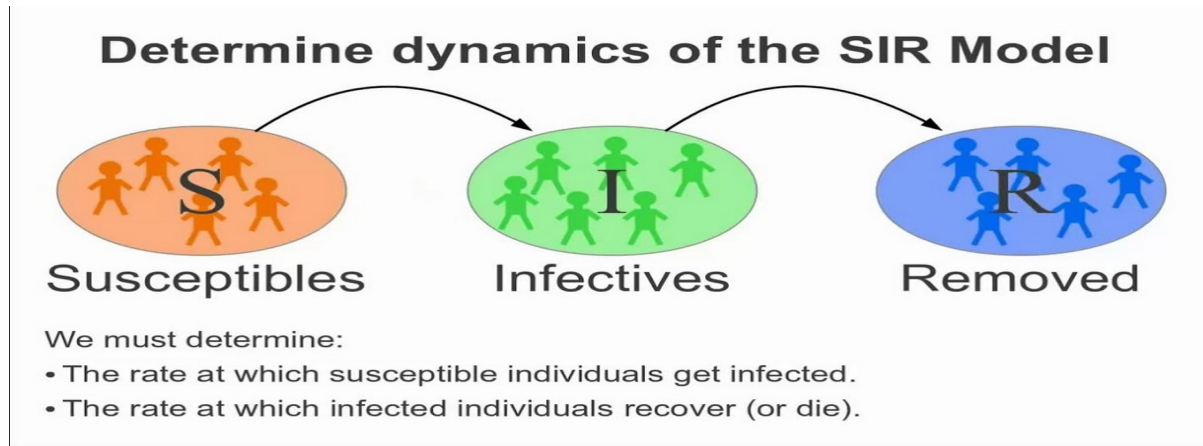 Determine dynamics of the SIR Model
S
I
R
Susceptibles
Infectives
Removed
We must determine:
• The rate at which susceptible individuals get infected.
• The rate at which infected individuals recover (or die).